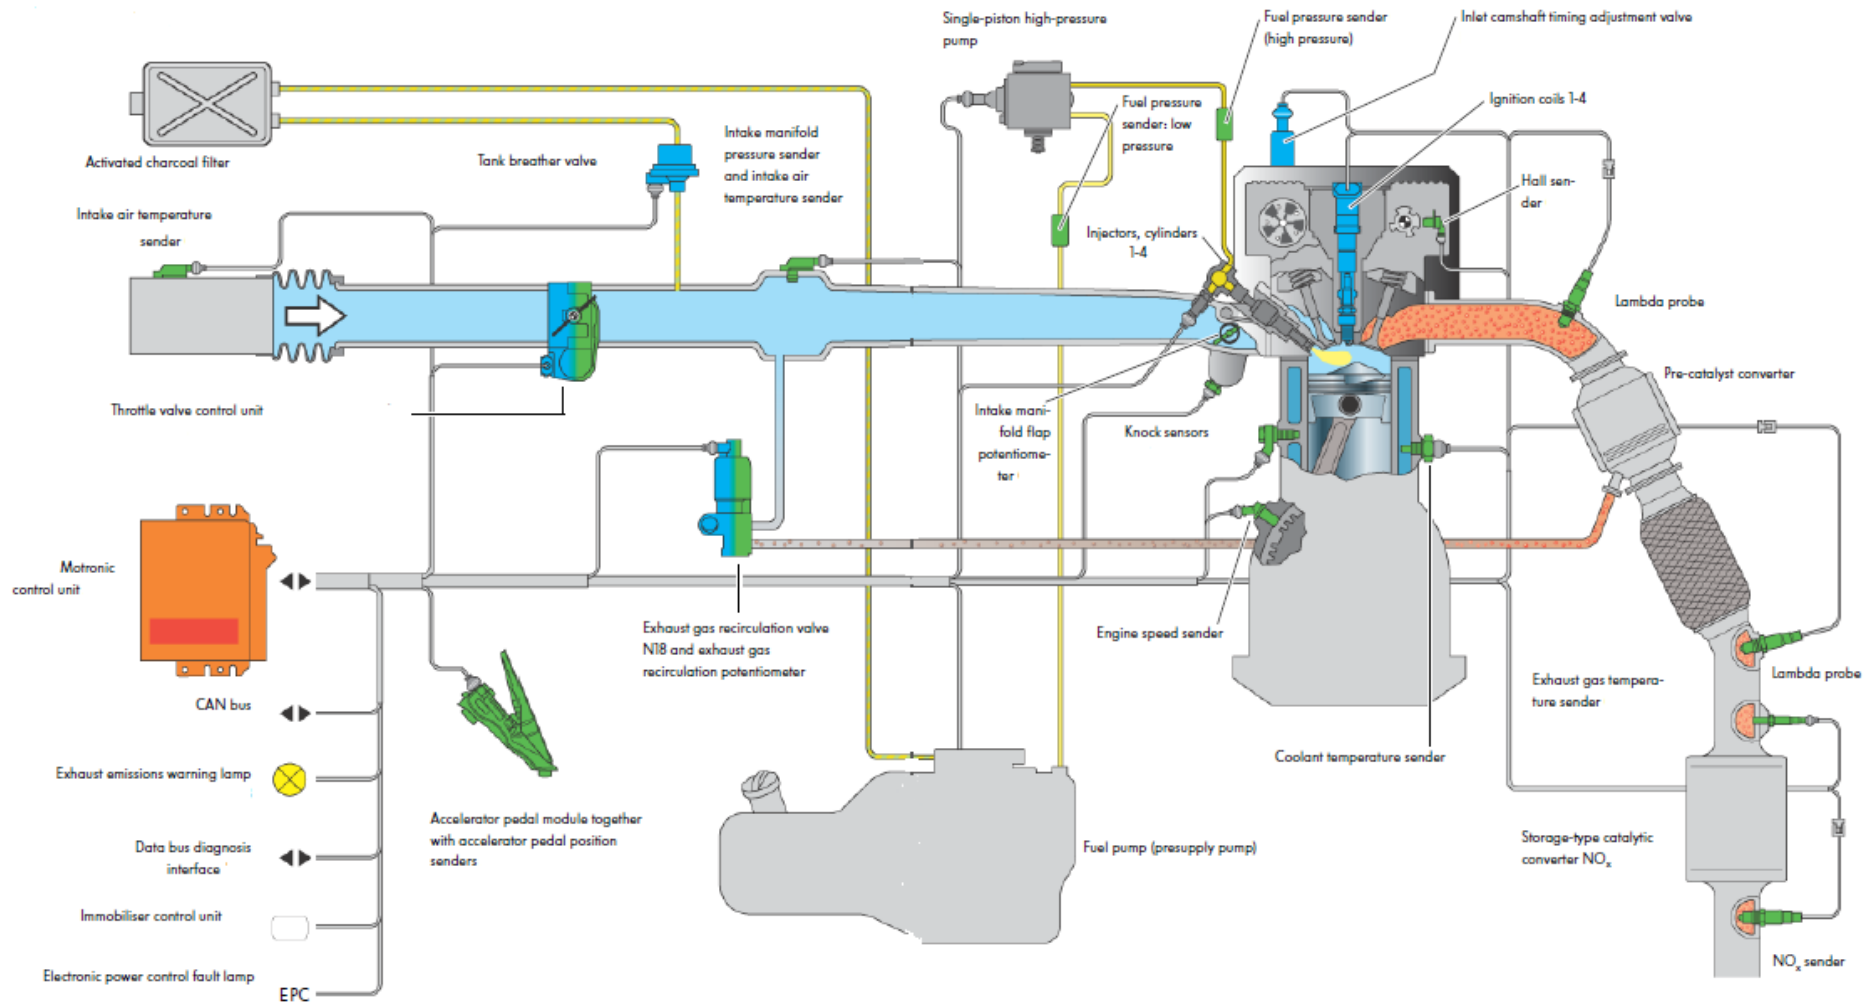 Single-piston high-pressure
pump
Fuel pressure sender
(high pressure)
Inlet camshaft timing adjustment valve
Ignition coils 1-4
Fuel pressure
sender: low
pressure
Activated charcoal filter
Tank breather valve
Intake manifold
pressure sender
and intake air
temperature sender
Hall sen-
der
Intake air temperature
sender
Injectors, cylinders
1-4
Lambda probe
Pre-catalyst converter
Throttle valve control unit
Intake mani-
fold flap
potentiome-
ter
Knock sensors
Motronic
control unit
Exhaust gas recirculation valve
N18 and exhaust gas
recirculation potentiometer
Engine speed sender
Lambda probe
Exhaust gas tempera-
ture sender
CAN bus
Coolant temperature sender
Exhaust emissions warning lamp
Accelerator pedal module together
with accelerator pedal position
senders
Data bus diagnosis
interface
Fuel pump (presupply pump)
Storage-type catalytic
converter NOx
Immobiliser control unit
NOx sender
Electronic power control fault lamp
EPC